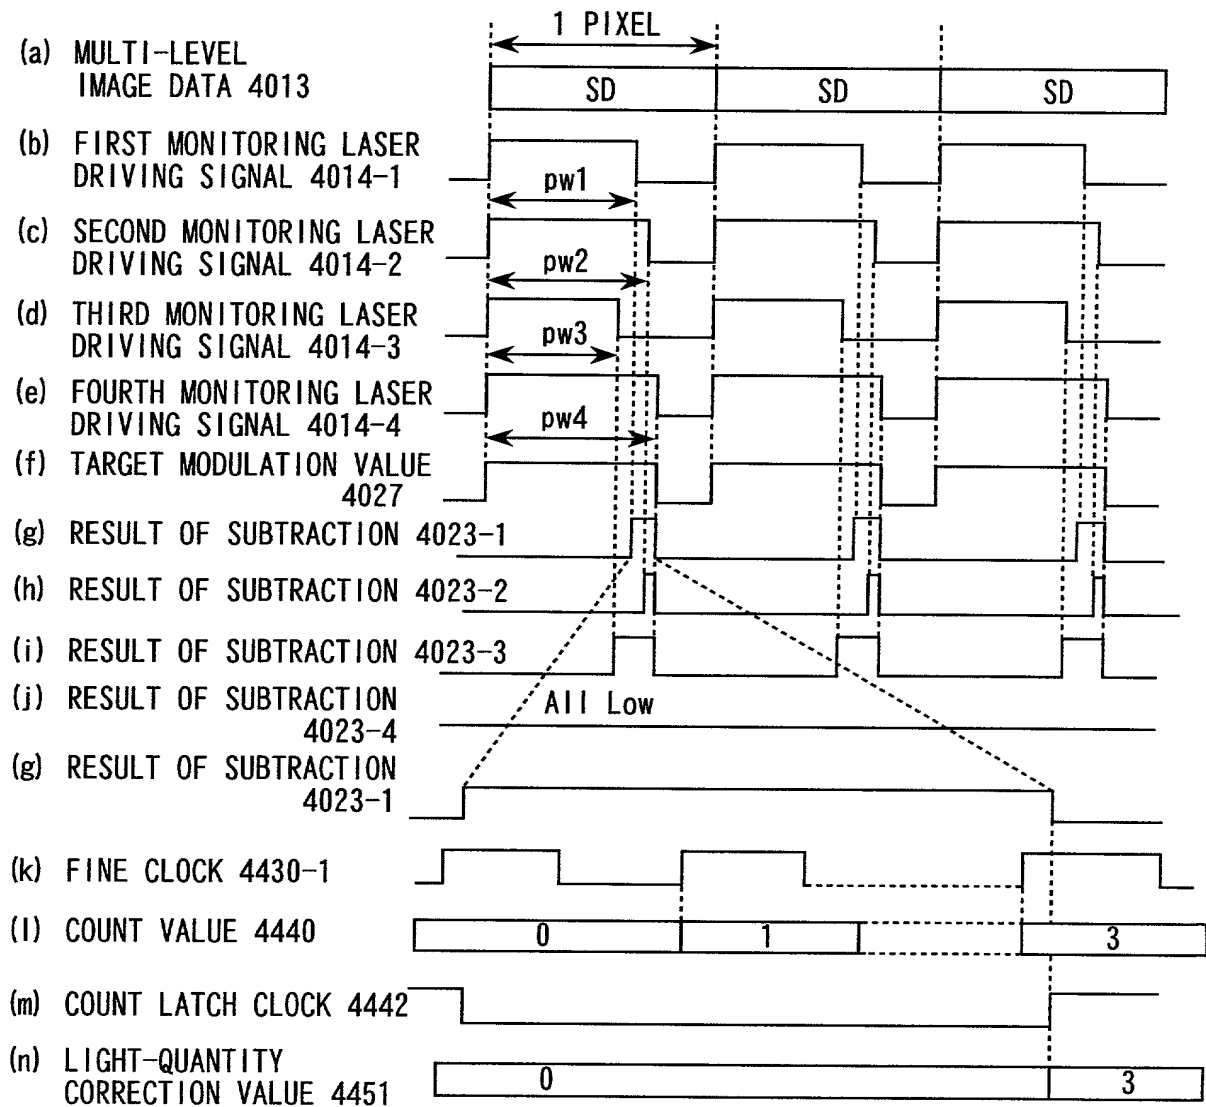 1 PIXEL
(a) MULTI-LEVEL
IMAGE DATA 4013
SD SD SD
(b) FIRST MONITORING LASER
DRIVING SIGNAL 4014-1
pw1
(c) SECOND MONITORING LASER
DRIVING SIGNAL 4014-2
pw2
(d) THIRD MONITORING LASER
DRIVING SIGNAL 4014-3
pw3
(e) FOURTH MONITORING LASER
DRIVING SIGNAL 4014-4
pw4
(f) TARGET MODULATION VALUE
4027
(g) RESULT OF SUBTRACTION 4023-1
(h) RESULT OF SUBTRACTION 4023-2
(i) RESULT OF SUBTRACTION 4023-3
(j) RESULT OF SUBTRACTION
4023-4
All Low
(g) RESULT OF SUBTRACTION
4023-1
(k) FINE CLOCK 4430-1
(l) COUNT VALUE 4440
0 1 3
(m) COUNT LATCH CLOCK 4442
(n) LIGHT-QUANTITY
CORRECTION VALUE 4451
0 3